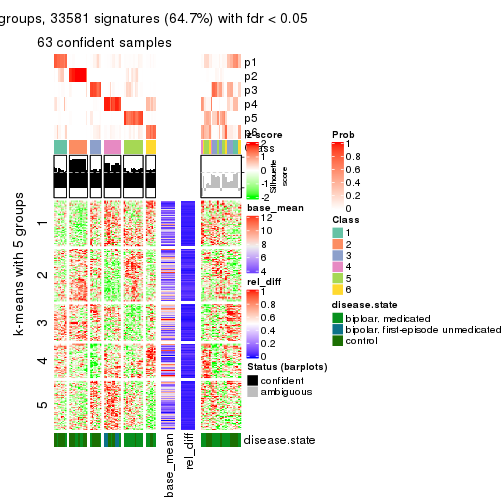 groups, 33581 signatures (64.7%) with fdr < 0.05
63 confident samples
p1
p2
p3
p4
p5
p6
z-score
2
-2
Silhouette
score
Prob
1
0.8
0.6
0.4
0.2
0
Class
1
2
3
4
5
6
base_mean
12
10
8
6
4
rel_diff
1
0.8
0.6
0.4
0.2
0
disease.state
bipoloar, medicated
bipolar, first-episode unmedicated
control
Status (barplots)
confident
ambiguous
k-means with 5 groups
1
2
3
4
5
base_mean
rel_diff
disease.state